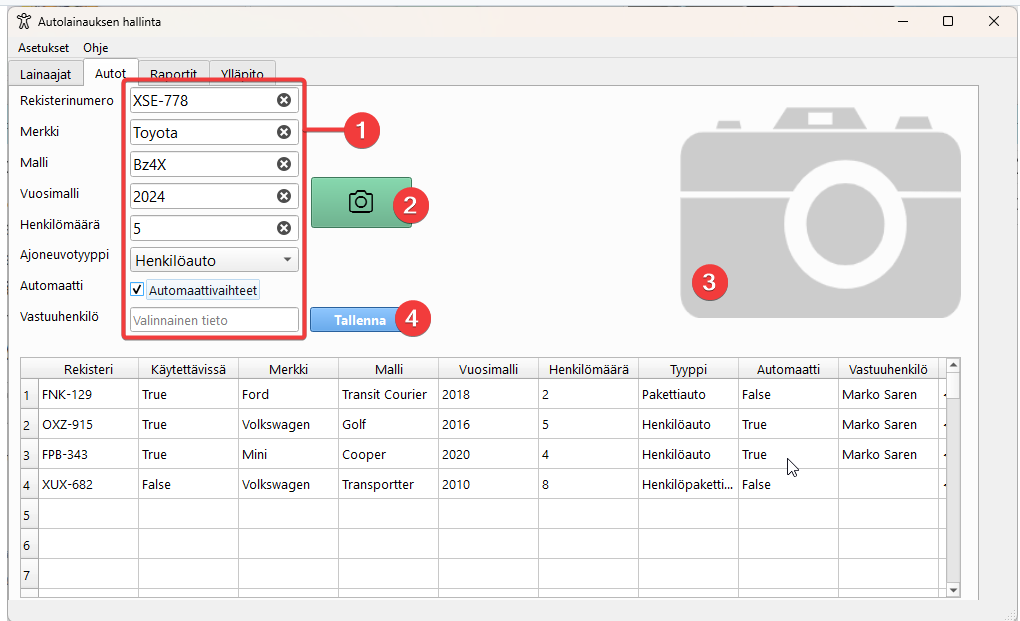 Autolainauksen hallinta
Asetukset Ohje
Lainaajat Autot Raportit Ylläpito
Rekisterinumero XSE-778
Merkki Toyota 1
Malli Bz4X
Vuosimalli 2024 2
Henkilömäärä 5
Ajoneuvotyyppi Henkilöauto 3
Automaatti Automaattivaihteet
Vastuuhenkilö Valinnainen tieto Tallenna 4
Rekisteri Käytettävissä Merkki Malli Vuosimalli Henkilömäärä Tyyppi Automaatti Vastuuhenkilö
1 FNK-129 True Ford Transit Courier 2018 2 Pakettiauto False Marko Saren
2 OXZ-915 True Volkswagen Golf 2016 5 Henkilöauto True Marko Saren
3 FPB-343 True Mini Cooper 2020 4 Henkilöauto True Marko Saren
4 XUX-682 False Volkswagen Transportter 2010 8 Henkilöpaketti... False
5
6
7